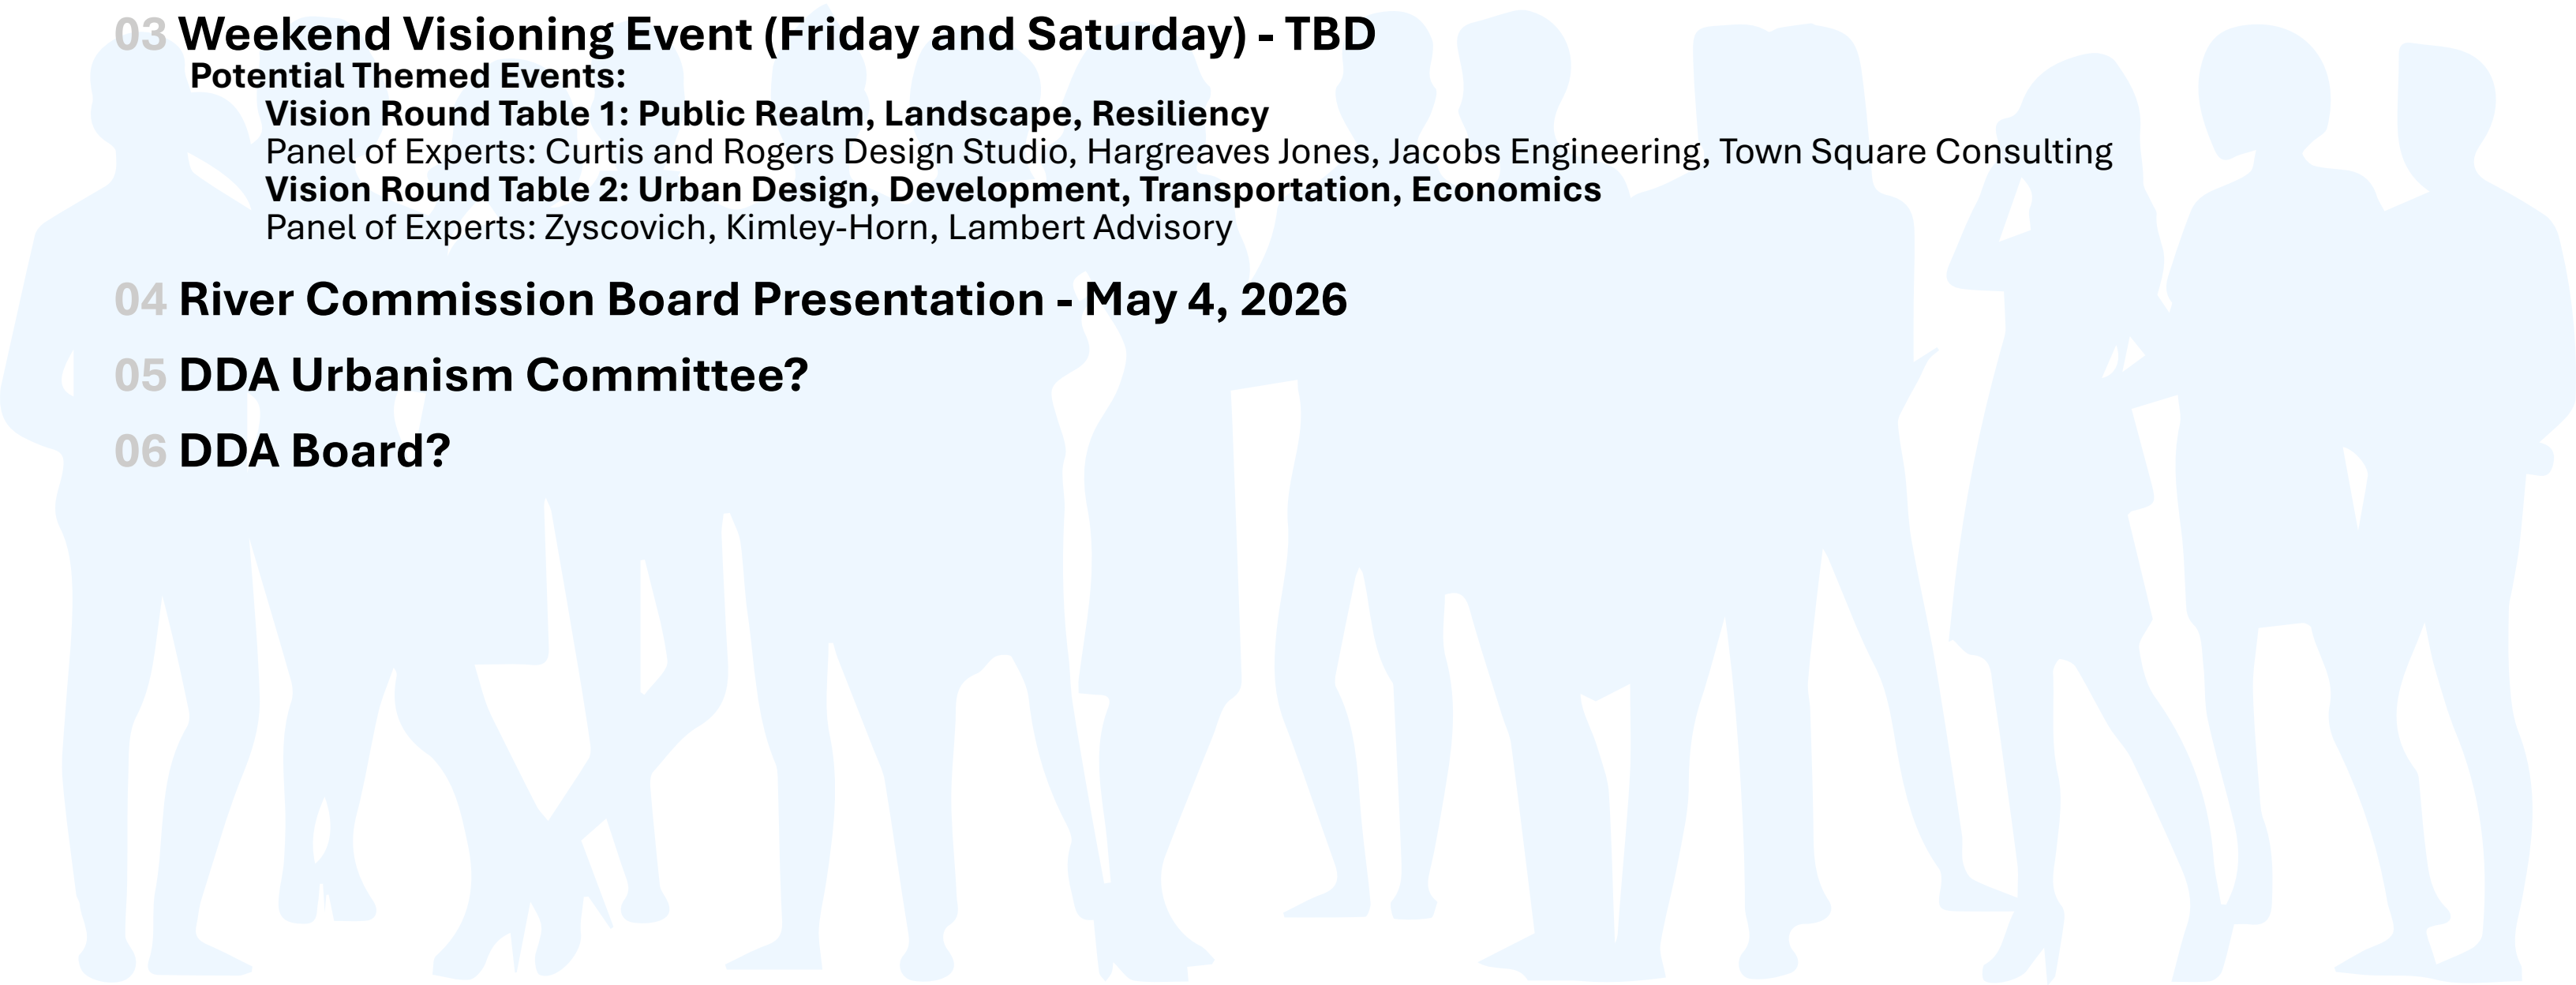 03 Weekend Visioning Event (Friday and Saturday) - TBD
Potential Themed Events:
Vision Round Table 1: Public Realm, Landscape, Resiliency
Panel of Experts: Curtis and Rogers Design Studio, Hargreaves Jones, Jacobs Engineering, Town Square Consulting
Vision Round Table 2: Urban Design, Development, Transportation, Economics
Panel of Experts: Zyscovich, Kimley-Horn, Lambert Advisory
04 River Commission Board Presentation - May 4, 2026
05 DDA Urbanism Committee?
06 DDA Board?